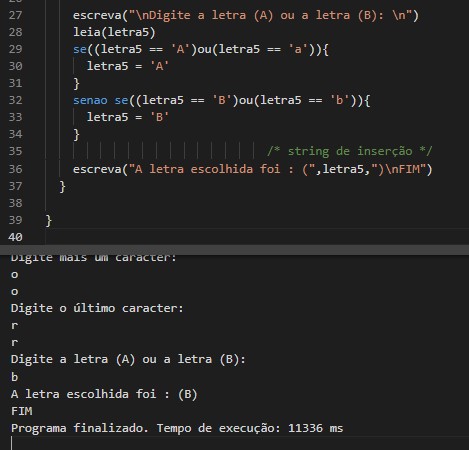 27 escreva("\nDigite a letra (A) ou a letra (B): \n")
28 leia(letra5)
29 se((letra5 == 'A')ou(letra5 == 'a')){
30 letra5 = 'A'
31 }
32 senao se((letra5 == 'B')ou(letra5 == 'b')){
33 letra5 = 'B'
34 }
35 /* string de inserção */
36 escreva("A letra escolhida foi : (",letra5,")\nFIM")
37 }
38
39 }
40
Digite mais um caracter:
o
o
Digite o último caracter:
r
r
Digite a letra (A) ou a letra (B):
b
A letra escolhida foi : (B)
FIM
Programa finalizado. Tempo de execução: 11336 ms